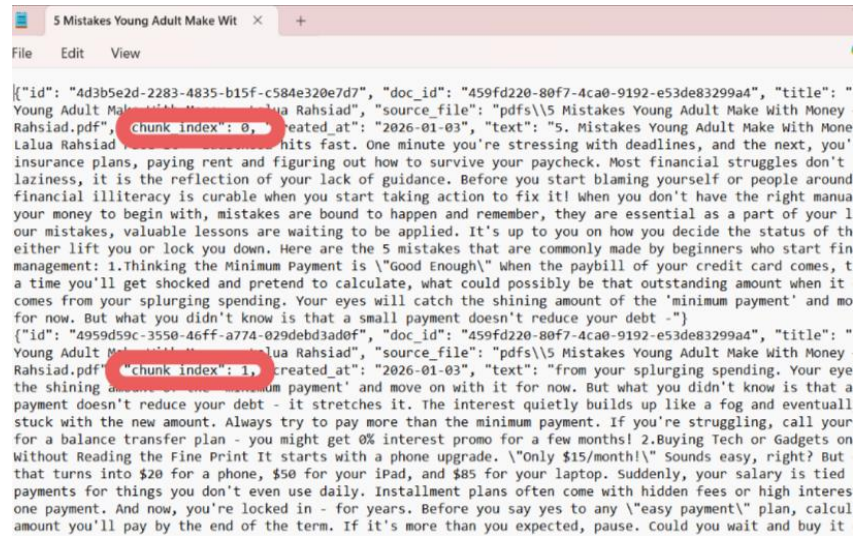 5 Mistakes Young Adult Make Wit
File Edit View
{"id": "4d3b5e2d-2283-4835-b15f-c584e320e7d7", "doc_id": "459fd220-80f7-4ca0-9192-e53de83299a4", "title": "
Young Adult Make With Money - Lalua Rahsiad", "source_file": "pdfs\\5 Mistakes Young Adult Make With Money
Rahsiad.pdf", "chunk_index": 0, "created_at": "2026-01-03", "text": "5. Mistakes Young Adult Make With Mone
Lalua Rahsiad hits fast. One minute you're stressing with deadlines, and the next, you'
insurance plans, paying rent and figuring out how to survive your paycheck. Most financial struggles don't
laziness, it is the reflection of your lack of guidance. Before you start blaming yourself or people around
financial illiteracy is curable when you start taking action to fix it! When you don't have the right manua
your money to begin with, mistakes are bound to happen and remember, they are essential as a part of your l
our mistakes, valuable lessons are waiting to be applied. It's up to you on how you decide the status of th
either lift you or lock you down. Here are the 5 mistakes that are commonly made by beginners who start fin
management: 1.Thinking the Minimum Payment is \"Good Enough\" When the paybill of your credit card comes, t
a time you'll get shocked and pretend to calculate, what could possibly be that outstanding amount when it
comes from your splurging spending. Your eyes will catch the shining amount of the 'minimum payment' and mo
for now. But what you didn't know is that a small payment doesn't reduce your debt -"}
{"id": "4959d59c-3550-46ff-a774-029debd3ad0f", "doc_id": "459fd220-80f7-4ca0-9192-e53de83299a4", "title": "
Young Adult Lalua Rahsiad", "source_file": "pdfs\\5 Mistakes Young Adult Make With Money
Rahsiad.pdf" "chunk_index": 1, "created_at": "2026-01-03", "text": "from your splurging spending. Your eye
the shining amount of the 'minimum payment' and move on with it for now. But what you didn't know is that a
payment doesn't reduce your debt - it stretches it. The interest quietly builds up like a fog and eventuall
stuck with the new amount. Always try to pay more than the minimum payment. If you're struggling, call your
for a balance transfer plan - you might get 0% interest promo for a few months! 2.Buying Tech or Gadgets on
Without Reading the Fine Print It starts with a phone upgrade. \"Only $15/month!\" Sounds easy, right? But
that turns into $20 for a phone, $50 for your iPad, and $85 for your laptop. Suddenly, your salary is tied
payments for things you don't even use daily. Installment plans often come with hidden fees or high interes
one payment. And now, you're locked in - for years. Before you say yes to any \"easy payment\" plan, calcul
amount you'll pay by the end of the term. If it's more than you expected, pause. Could you wait and buy it